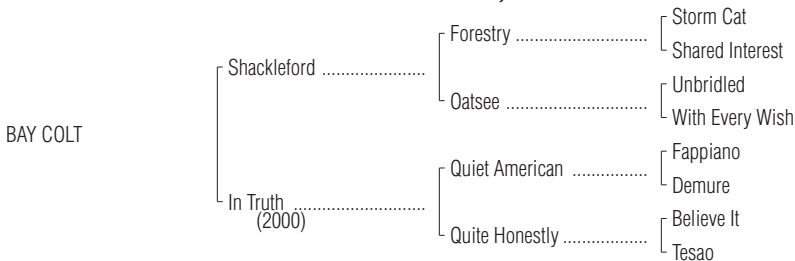 Storm Cat
Forestry ........................................
Shared Interest
Shackleford ......................
Unbridled
Oatsee ..........................................
With Every Wish
BAY COLT
Fappiano
Quiet American ......................
Demure
In Truth ............................
(2000)
Believe It
Quite Honestly .........................
Tesao